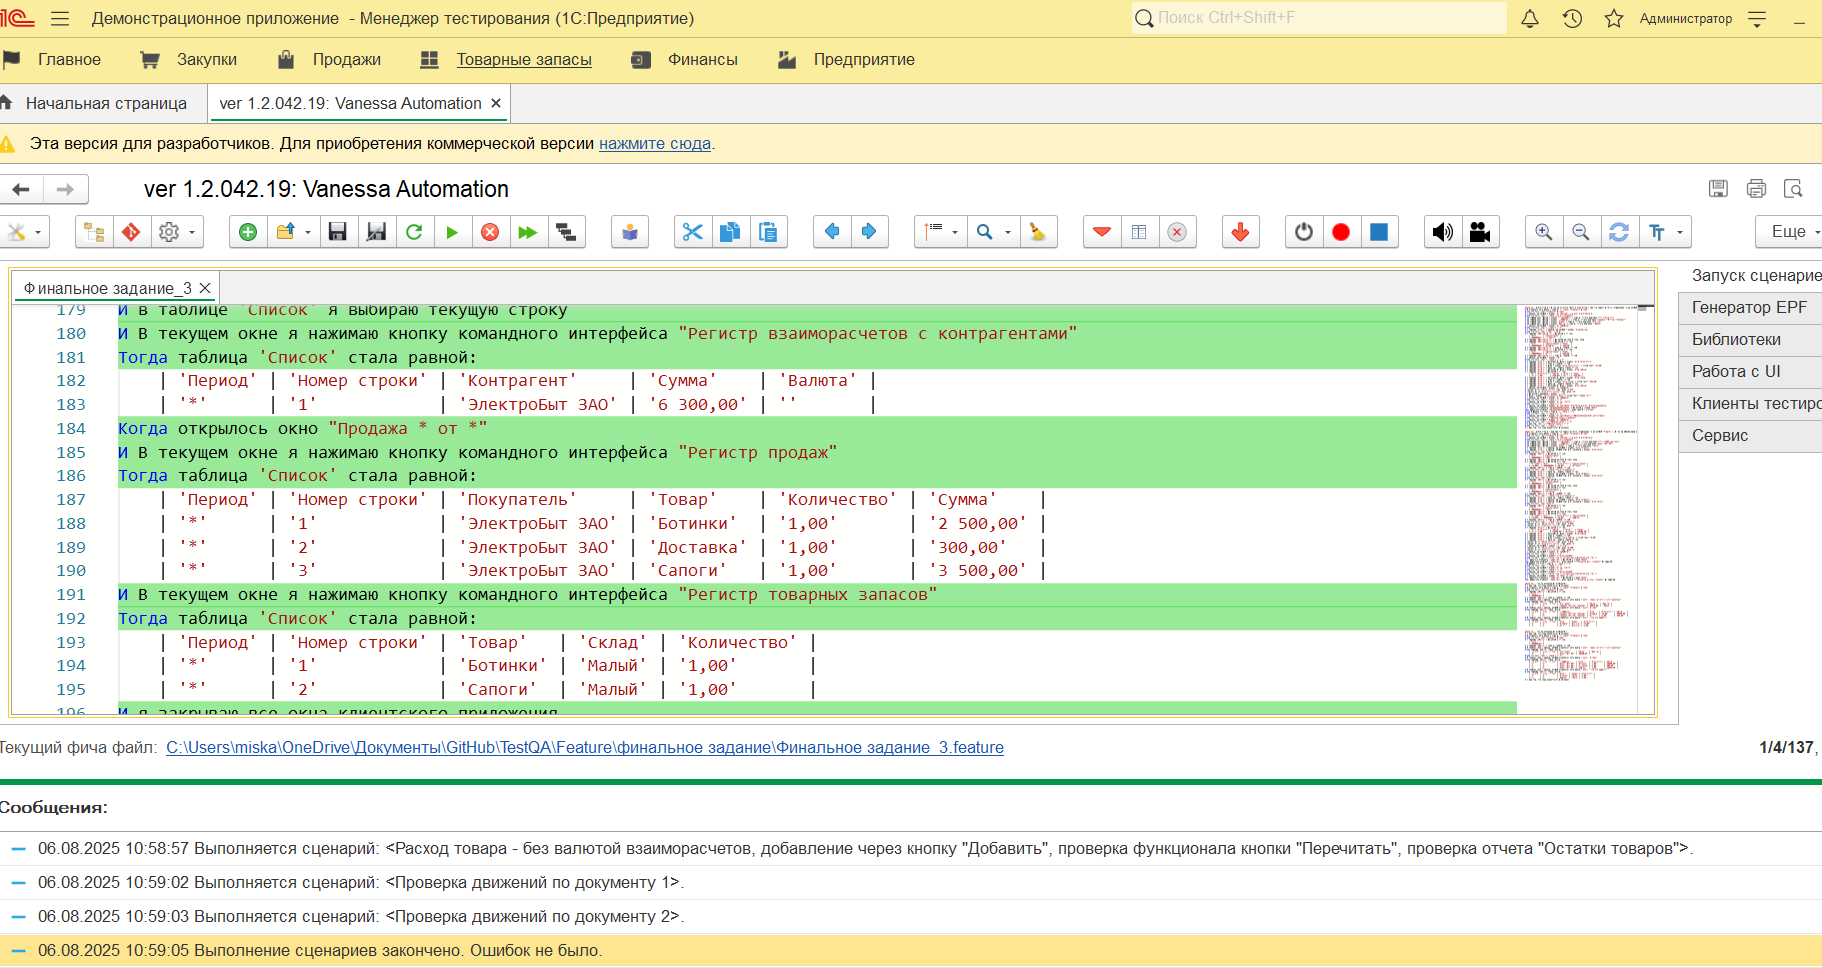 1С Демонстрационное приложение - Менеджер тестирования (1С:Предприятие) Поиск Ctrl+Shift+F Администратор
Главное Закупки Продажи Товарные запасы Финансы Предприятие
Начальная страница ver 1.2.042.19: Vanessa Automation ×
Эта версия для разработчиков. Для приобретения коммерческой версии нажмите сюда.
ver 1.2.042.19: Vanessa Automation
Еще
Финальное задание_3 ×
Запуск сценарие
Генератор EPF
Библиотеки
Работа с UI
Клиенты тестиро
Сервис
179 И в таблице 'Список' я выбираю текущую строку
180 И В текущем окне я нажимаю кнопку командного интерфейса "Регистр взаиморасчетов с контрагентами"
181 Тогда таблица 'Список' стала равной:
182 | 'Период' | 'Номер строки' | 'Контрагент' | 'Сумма' | 'Валюта' |
183 | '*' | '1' | 'ЭлектроБыт ЗАО' | '6 300,00' | '' |
184 Когда открылось окно "Продажа * от *"
185 И В текущем окне я нажимаю кнопку командного интерфейса "Регистр продаж"
186 Тогда таблица 'Список' стала равной:
187 | 'Период' | 'Номер строки' | 'Покупатель' | 'Товар' | 'Количество' | 'Сумма' |
188 | '*' | '1' | 'ЭлектроБыт ЗАО' | 'Ботинки' | '1,00' | '2 500,00' |
189 | '*' | '2' | 'ЭлектроБыт ЗАО' | 'Доставка' | '1,00' | '300,00' |
190 | '*' | '3' | 'ЭлектроБыт ЗАО' | 'Сапоги' | '1,00' | '3 500,00' |
191 И В текущем окне я нажимаю кнопку командного интерфейса "Регистр товарных запасов"
192 Тогда таблица 'Список' стала равной:
193 | 'Период' | 'Номер строки' | 'Товар' | 'Склад' | 'Количество' |
194 | '*' | '1' | 'Ботинки' | 'Малый' | '1,00' |
195 | '*' | '2' | 'Сапоги' | 'Малый' | '1,00' |
196 И я закрываю все окна клиентского приложения
Текущий фича файл: C:\Users\miska\OneDrive\Документы\GitHub\TestQA\Feature\финальное задание\Финальное задание_3.feature 1/4/137,
Сообщения:
06.08.2025 10:58:57 Выполняется сценарий: <Расход товара - без валютой взаиморасчетов, добавление через кнопку "Добавить", проверка функционала кнопки "Перечитать", проверка отчета "Остатки товаров">.
06.08.2025 10:59:02 Выполняется сценарий: <Проверка движений по документу 1>.
06.08.2025 10:59:03 Выполняется сценарий: <Проверка движений по документу 2>.
06.08.2025 10:59:05 Выполнение сценариев закончено. Ошибок не было.